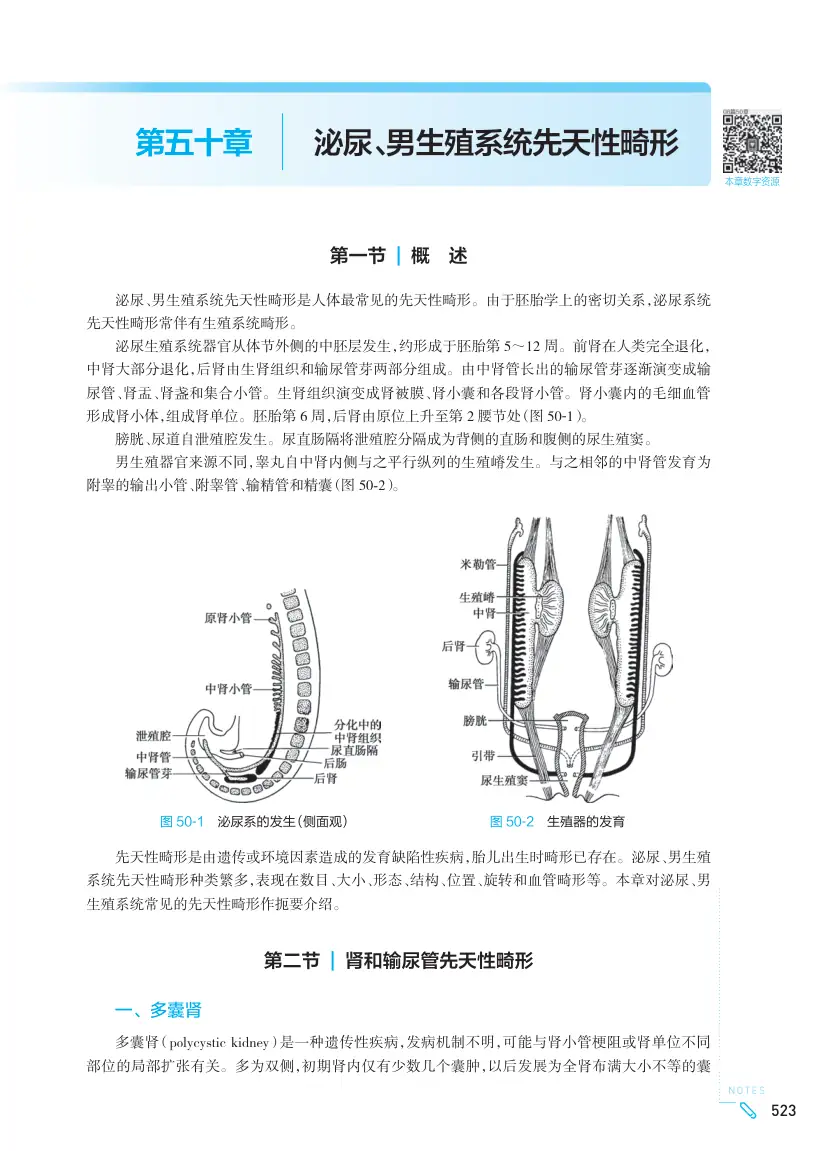 第五十章
泌尿、男生殖系统先天性畸形
本章数字资源
第一节 | 概 述
泌尿、男生殖系统先天性畸形是人体最常见的先天性畸形。由于胚胎学上的密切关系,泌尿系统
先天性畸形常伴有生殖系统畸形。
泌尿生殖系统器官从体节外侧的中胚层发生,约形成于胚胎第 5～12 周。前肾在人类完全退化,
中肾大部分退化,后肾由生肾组织和输尿管芽两部分组成。由中肾管长出的输尿管芽逐渐演变成输
尿管、肾盂、肾盏和集合小管。生肾组织演变成肾被膜、肾小囊和各段肾小管。肾小囊内的毛细血管
形成肾小体,组成肾单位。胚胎第 6 周,后肾由原位上升至第 2 腰节处(图 50-1)。
膀胱、尿道自泄殖腔发生。尿直肠隔将泄殖腔分隔成为背侧的直肠和腹侧的尿生殖窦。
男生殖器官来源不同,睾丸自中肾内侧与之平行纵列的生殖嵴发生。与之相邻的中肾管发育为
附睾的输出小管、附睾管、输精管和精囊(图 50-2)。
原肾小管
中肾小管
泄殖腔
中肾管
输尿管芽
分化中的
中肾组织
尿直肠隔
后肠
后肾
图 50-1 泌尿系的发生(侧面观)
米勒管
生殖嵴
中肾
后肾
输尿管
膀胱
引带
尿生殖窦
图 50-2 生殖器的发育
先天性畸形是由遗传或环境因素造成的发育缺陷性疾病,胎儿出生时畸形已存在。泌尿、男生殖
系统先天性畸形种类繁多,表现在数目、大小、形态、结构、位置、旋转和血管畸形等。本章对泌尿、男
生殖系统常见的先天性畸形作扼要介绍。
第二节 | 肾和输尿管先天性畸形
一、多囊肾
多囊肾(polycystic kidney)是一种遗传性疾病,发病机制不明,可能与肾小管梗阻或肾单位不同
部位的局部扩张有关。多为双侧,初期肾内仅有少数几个囊肿,以后发展为全肾布满大小不等的囊
NOTES
523